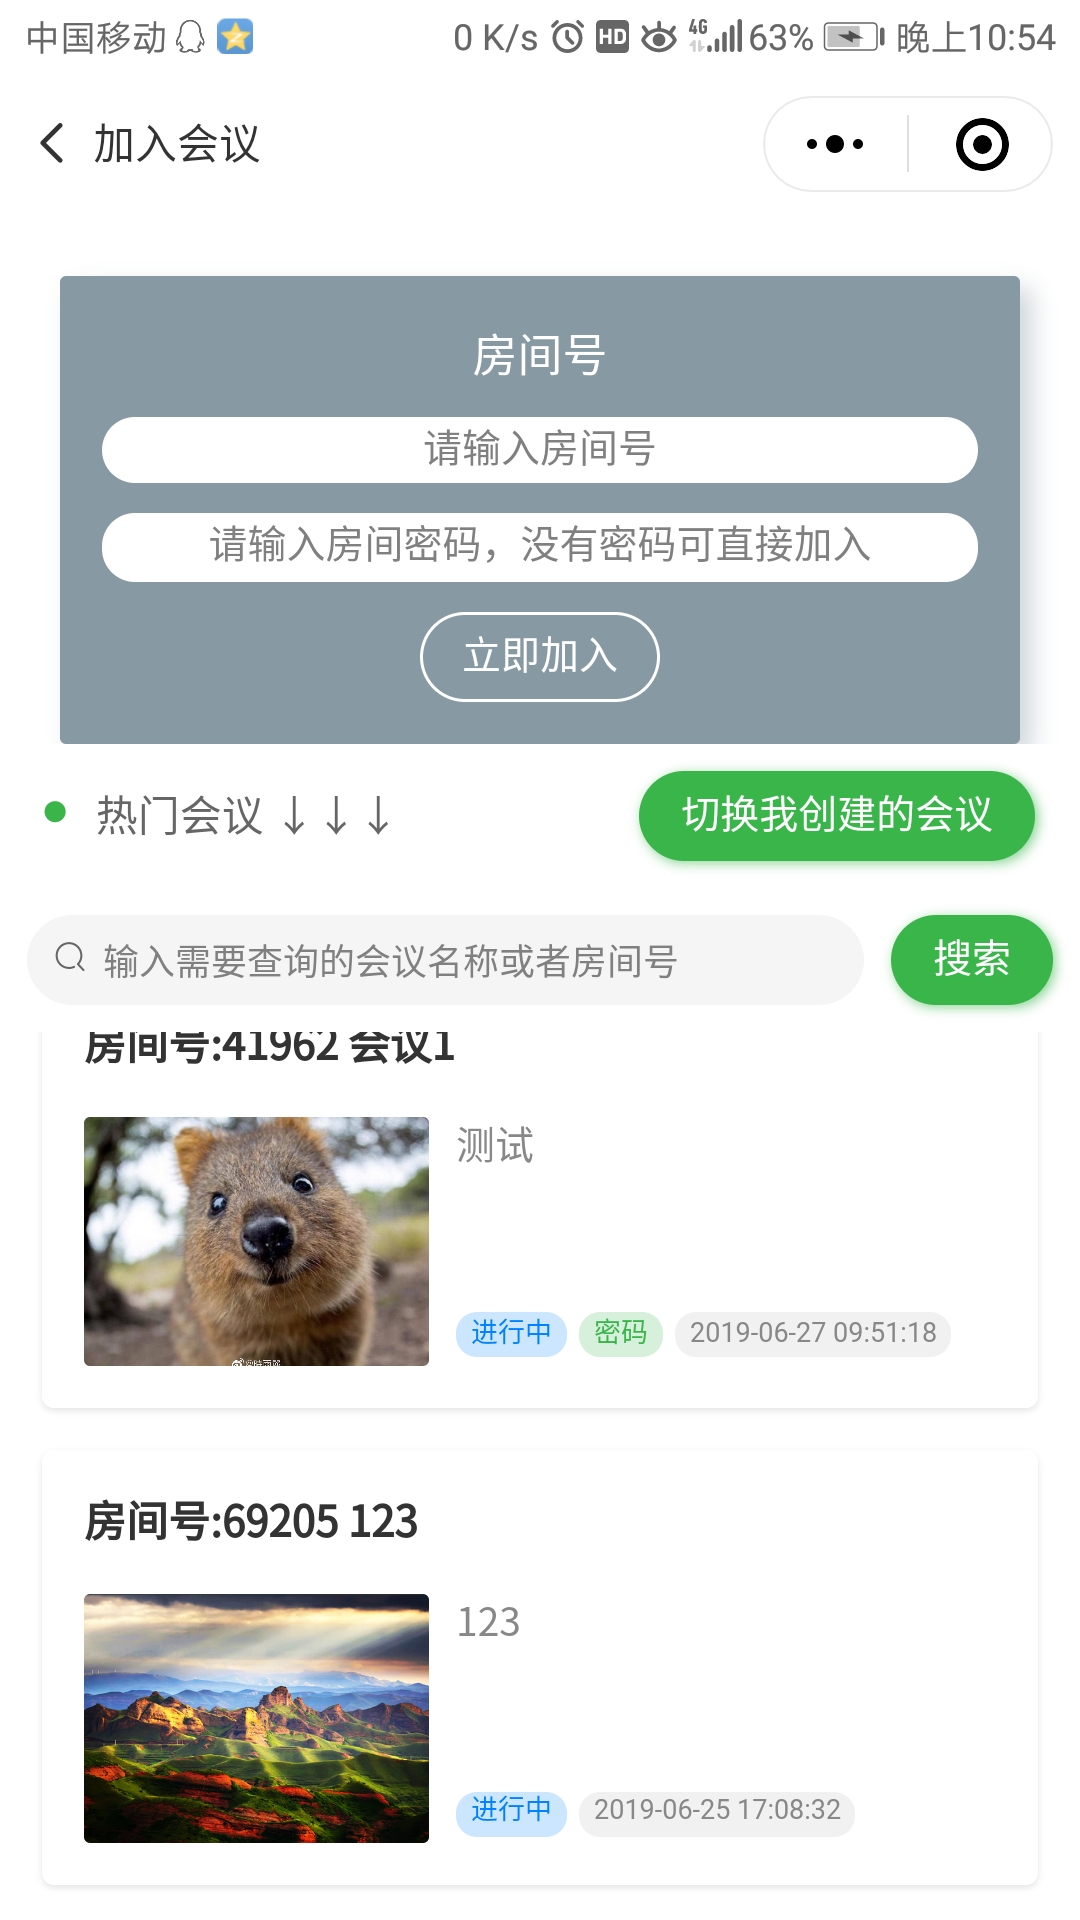 中国移动 0 K/s HD 4G 63% 晚上10:54
加入会议
房间号
请输入房间号
请输入房间密码，没有密码可直接加入
立即加入
热门会议 ↓ ↓ ↓ 切换我创建的会议
输入需要查询的会议名称或者房间号 搜索
房间号:41962 会议1
测试
进行中 密码 2019-06-27 09:51:18
房间号:69205 123
123
进行中 2019-06-25 17:08:32